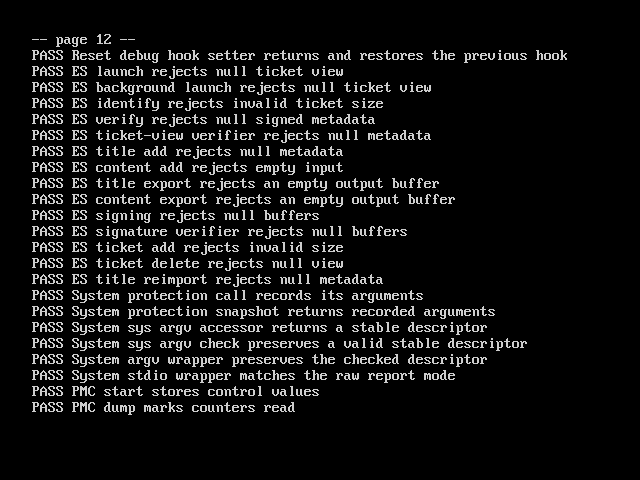 -- page 12 --
PASS Reset debug hook setter returns and restores the previous hook
PASS ES launch rejects null ticket view
PASS ES background launch rejects null ticket view
PASS ES identify rejects invalid ticket size
PASS ES verify rejects null signed metadata
PASS ES ticket-view verifier rejects null metadata
PASS ES title add rejects null metadata
PASS ES content add rejects empty input
PASS ES title export rejects an empty output buffer
PASS ES content export rejects an empty output buffer
PASS ES signing rejects null buffers
PASS ES signature verifier rejects null buffers
PASS ES ticket add rejects invalid size
PASS ES ticket delete rejects null view
PASS ES title reimport rejects null metadata
PASS System protection call records its arguments
PASS System protection snapshot returns recorded arguments
PASS System sys argv accessor returns a stable descriptor
PASS System sys argv check preserves a valid stable descriptor
PASS System argv wrapper preserves the checked descriptor
PASS System stdio wrapper matches the raw report mode
PASS PMC start stores control values
PASS PMC dump marks counters read